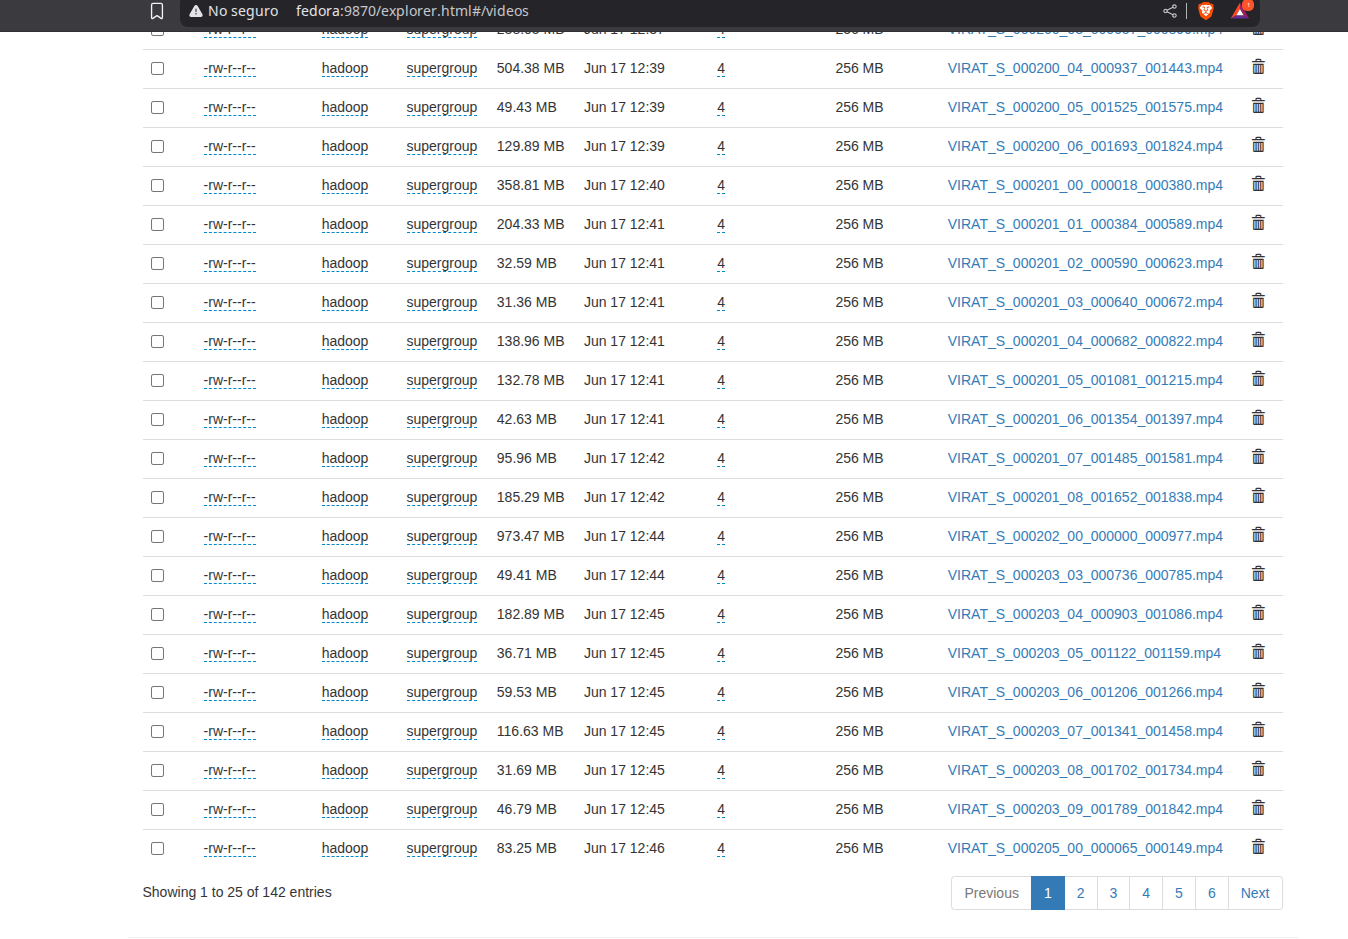 No seguro fedora:9870/explorer.html#/videos
-rw-r--r-- hadoop supergroup 504.38 MB Jun 17 12:39 4 256 MB VIRAT_S_000200_04_000937_001443.mp4
-rw-r--r-- hadoop supergroup 49.43 MB Jun 17 12:39 4 256 MB VIRAT_S_000200_05_001525_001575.mp4
-rw-r--r-- hadoop supergroup 129.89 MB Jun 17 12:39 4 256 MB VIRAT_S_000200_06_001693_001824.mp4
-rw-r--r-- hadoop supergroup 358.81 MB Jun 17 12:40 4 256 MB VIRAT_S_000201_00_000018_000380.mp4
-rw-r--r-- hadoop supergroup 204.33 MB Jun 17 12:41 4 256 MB VIRAT_S_000201_01_000384_000589.mp4
-rw-r--r-- hadoop supergroup 32.59 MB Jun 17 12:41 4 256 MB VIRAT_S_000201_02_000590_000623.mp4
-rw-r--r-- hadoop supergroup 31.36 MB Jun 17 12:41 4 256 MB VIRAT_S_000201_03_000640_000672.mp4
-rw-r--r-- hadoop supergroup 138.96 MB Jun 17 12:41 4 256 MB VIRAT_S_000201_04_000682_000822.mp4
-rw-r--r-- hadoop supergroup 132.78 MB Jun 17 12:41 4 256 MB VIRAT_S_000201_05_001081_001215.mp4
-rw-r--r-- hadoop supergroup 42.63 MB Jun 17 12:41 4 256 MB VIRAT_S_000201_06_001354_001397.mp4
-rw-r--r-- hadoop supergroup 95.96 MB Jun 17 12:42 4 256 MB VIRAT_S_000201_07_001485_001581.mp4
-rw-r--r-- hadoop supergroup 185.29 MB Jun 17 12:42 4 256 MB VIRAT_S_000201_08_001652_001838.mp4
-rw-r--r-- hadoop supergroup 973.47 MB Jun 17 12:44 4 256 MB VIRAT_S_000202_00_000000_000977.mp4
-rw-r--r-- hadoop supergroup 49.41 MB Jun 17 12:44 4 256 MB VIRAT_S_000203_03_000736_000785.mp4
-rw-r--r-- hadoop supergroup 182.89 MB Jun 17 12:45 4 256 MB VIRAT_S_000203_04_000903_001086.mp4
-rw-r--r-- hadoop supergroup 36.71 MB Jun 17 12:45 4 256 MB VIRAT_S_000203_05_001122_001159.mp4
-rw-r--r-- hadoop supergroup 59.53 MB Jun 17 12:45 4 256 MB VIRAT_S_000203_06_001206_001266.mp4
-rw-r--r-- hadoop supergroup 116.63 MB Jun 17 12:45 4 256 MB VIRAT_S_000203_07_001341_001458.mp4
-rw-r--r-- hadoop supergroup 31.69 MB Jun 17 12:45 4 256 MB VIRAT_S_000203_08_001702_001734.mp4
-rw-r--r-- hadoop supergroup 46.79 MB Jun 17 12:45 4 256 MB VIRAT_S_000203_09_001789_001842.mp4
-rw-r--r-- hadoop supergroup 83.25 MB Jun 17 12:46 4 256 MB VIRAT_S_000205_00_000065_000149.mp4
Showing 1 to 25 of 142 entries Previous 1 2 3 4 5 6 Next